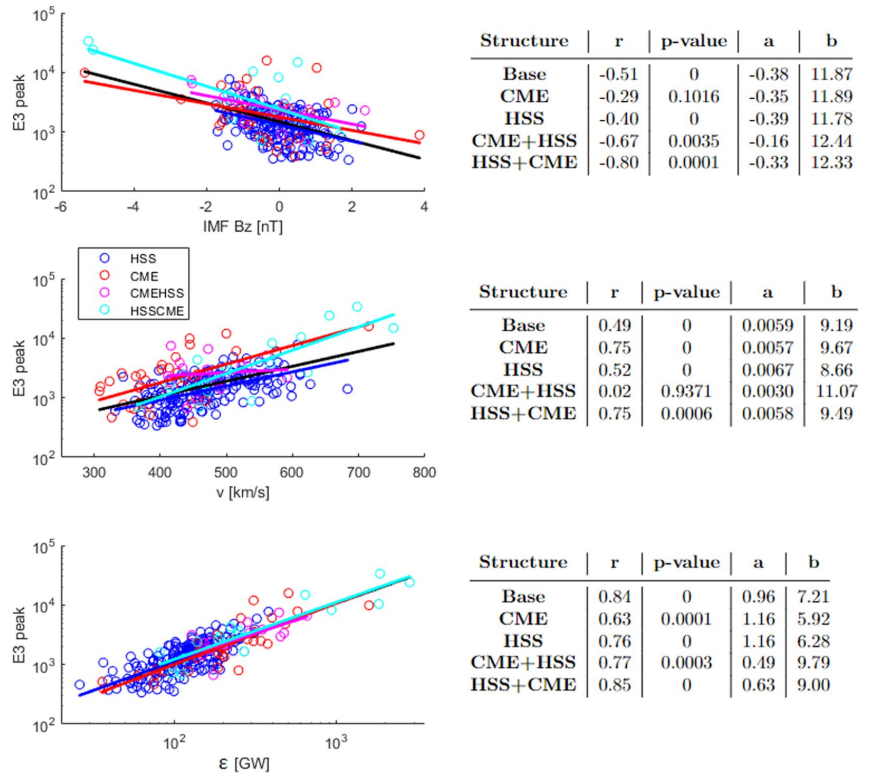 10^5
10^4
10^3
10^2
E3 peak
-6 -4 -2 0 2 4
IMF Bz [nT]
Structure r p-value a b
Base -0.51 0 -0.38 11.87
CME -0.29 0.1016 -0.35 11.89
HSS -0.40 0 -0.39 11.78
CME+HSS -0.67 0.0035 -0.16 12.44
HSS+CME -0.80 0.0001 -0.33 12.33
HSS
CME
CMEHSS
HSSCME
10^5
10^4
10^3
10^2
E3 peak
300 400 500 600 700 800
v [km/s]
Structure r p-value a b
Base 0.49 0 0.0059 9.19
CME 0.75 0 0.0057 9.67
HSS 0.52 0 0.0067 8.66
CME+HSS 0.02 0.9371 0.0030 11.07
HSS+CME 0.75 0.0006 0.0058 9.49
10^5
10^4
10^3
10^2
E3 peak
10^2 10^3
ε [GW]
Structure r p-value a b
Base 0.84 0 0.96 7.21
CME 0.63 0.0001 1.16 5.92
HSS 0.76 0 1.16 6.28
CME+HSS 0.77 0.0003 0.49 9.79
HSS+CME 0.85 0 0.63 9.00